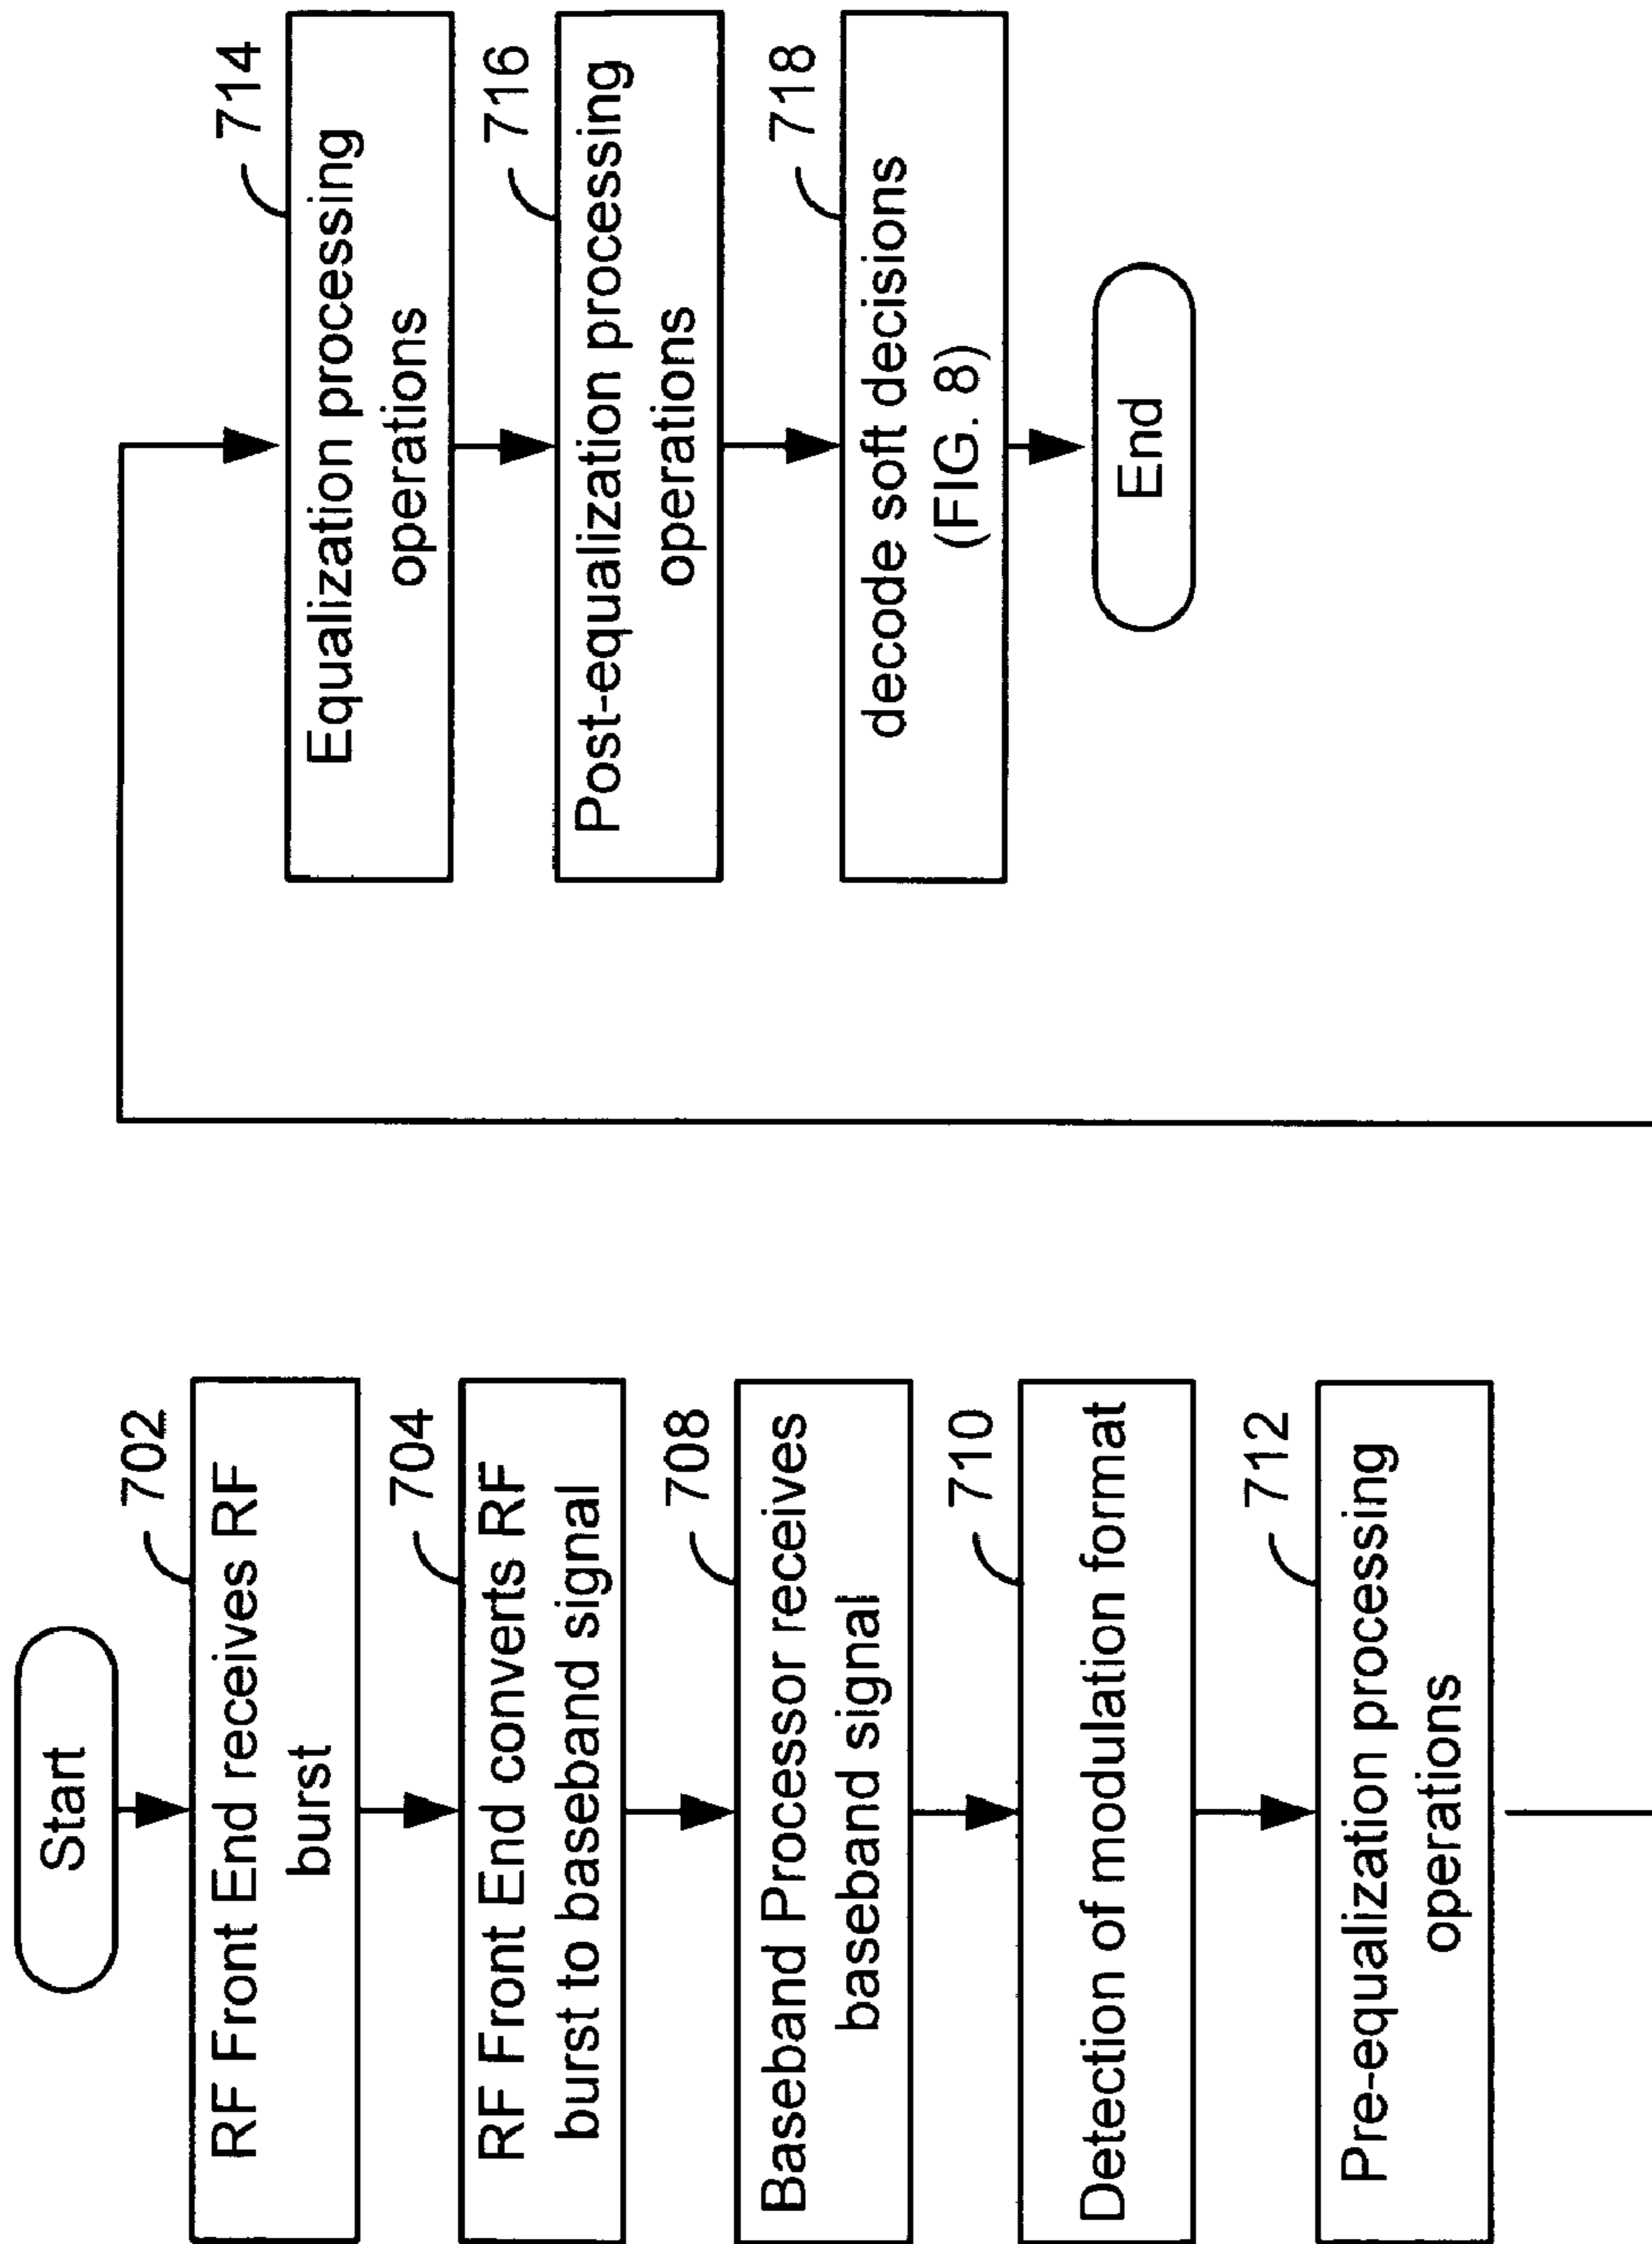 Start
702
RF Front End receives RF
burst
704
RF Front End converts RF
burst to baseband signal
708
Baseband Processor receives
baseband signal
710
Detection of modulation format
712
Pre-equalization processing
operations
714
Equalization processing
operations
716
Post-equalization processing
operations
718
decode soft decisions
(FIG. 8)
End